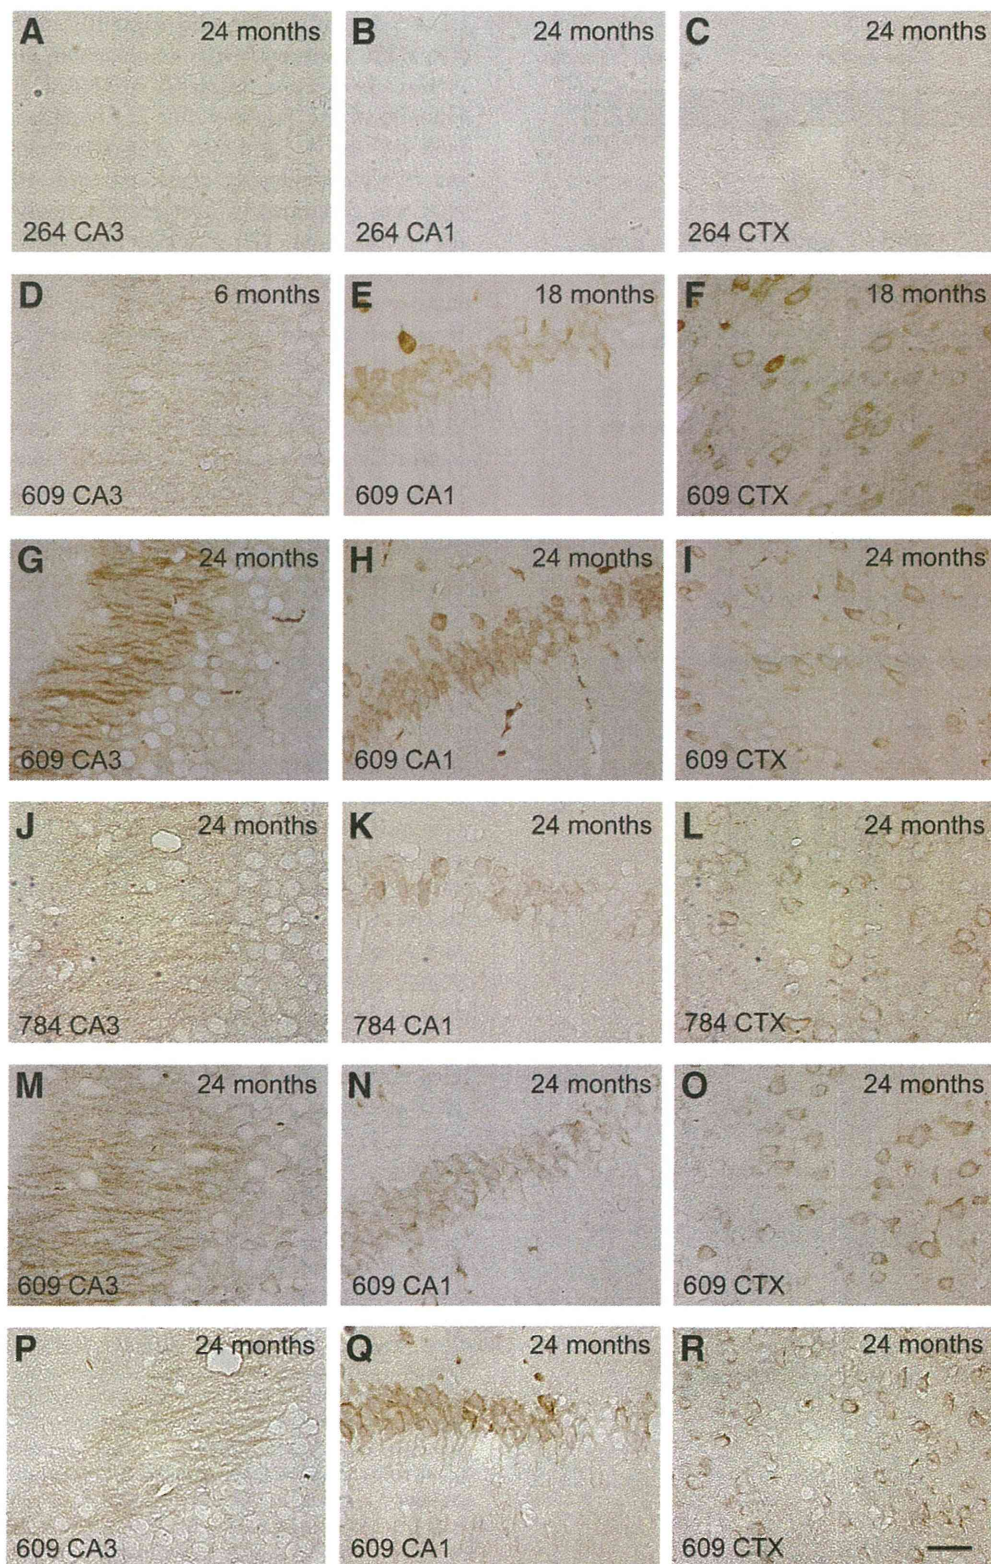 A 24 months
264 CA3
B 24 months
264 CA1
C 24 months
264 CTX
D 6 months
609 CA3
E 18 months
609 CA1
F 18 months
609 CTX
G 24 months
609 CA3
H 24 months
609 CA1
I 24 months
609 CTX
J 24 months
784 CA3
K 24 months
784 CA1
L 24 months
784 CTX
M 24 months
609 CA3
N 24 months
609 CA1
O 24 months
609 CTX
P 24 months
609 CA3
Q 24 months
609 CA1
R 24 months
609 CTX